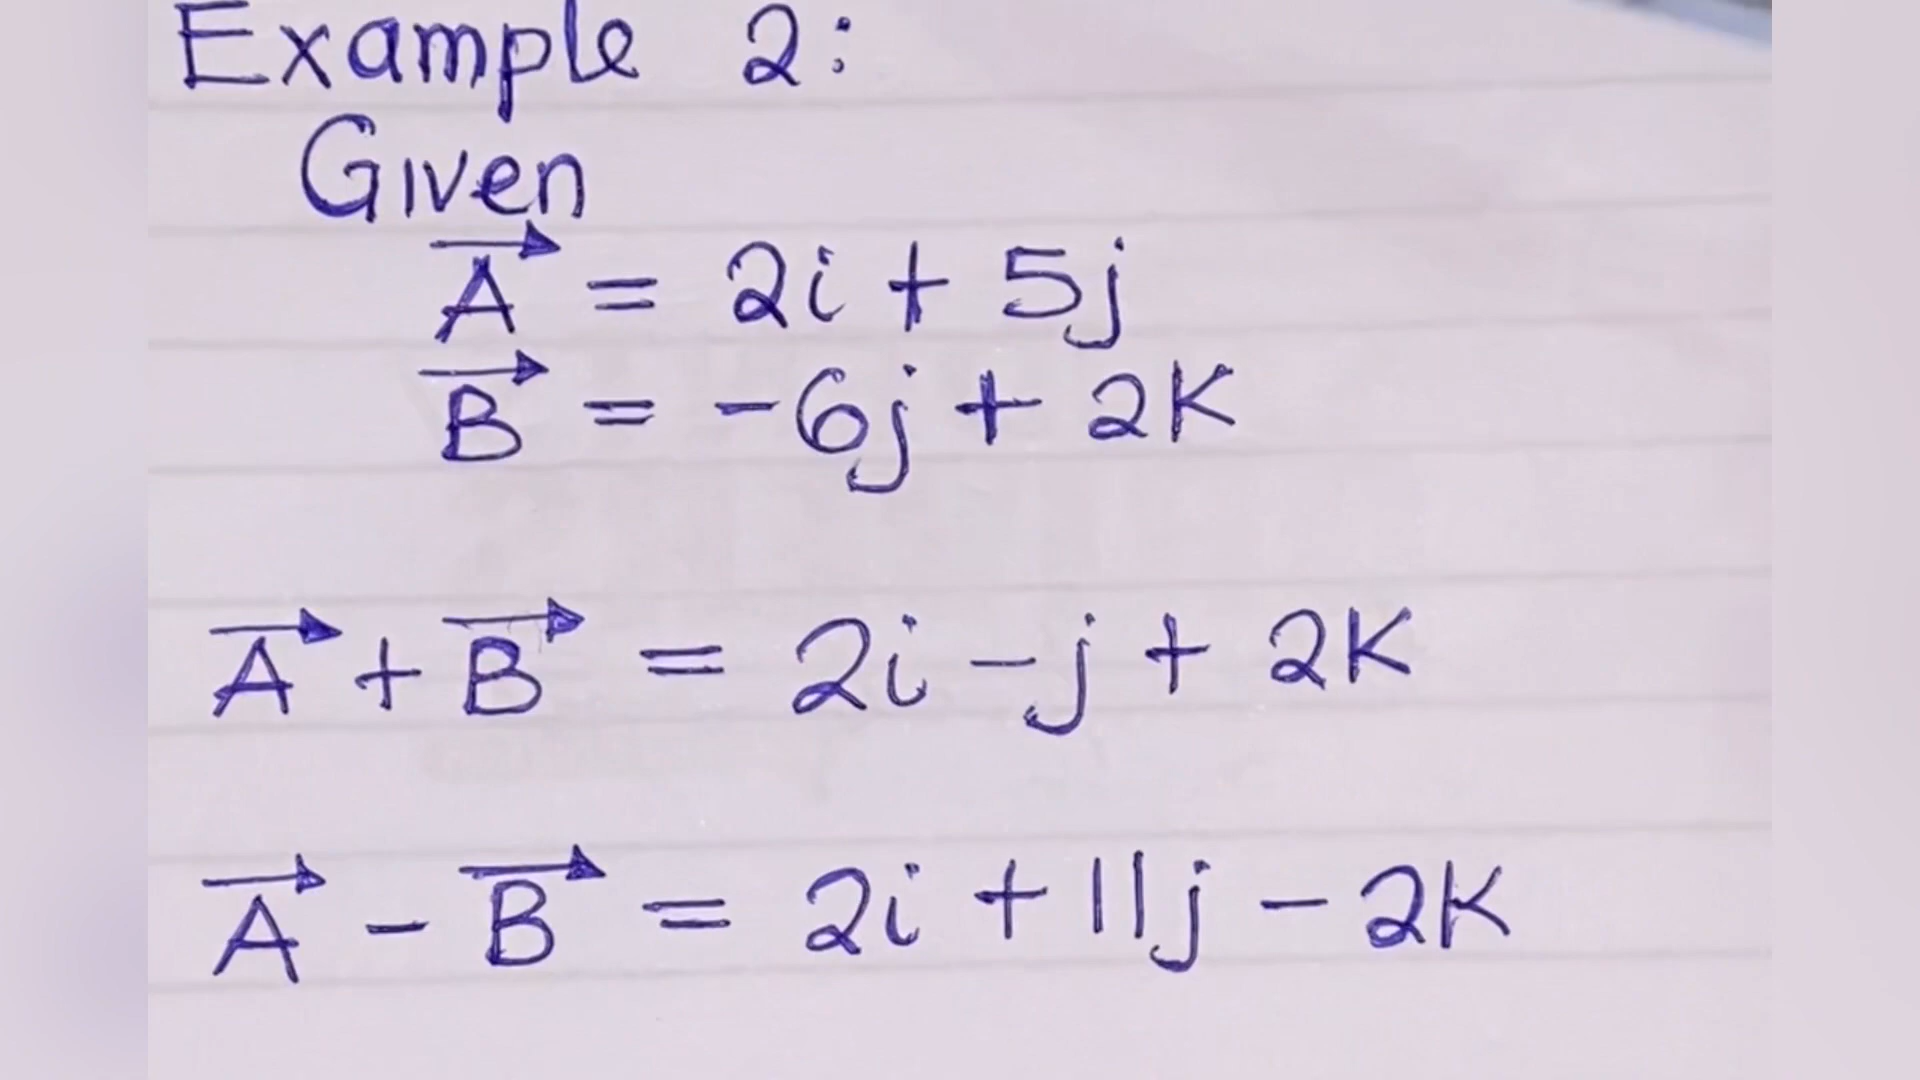 Example 2:
Given
A = 2i + 5j
B = -6j + 2K
A + B = 2i - j + 2K
A - B = 2i + 11j - 2K